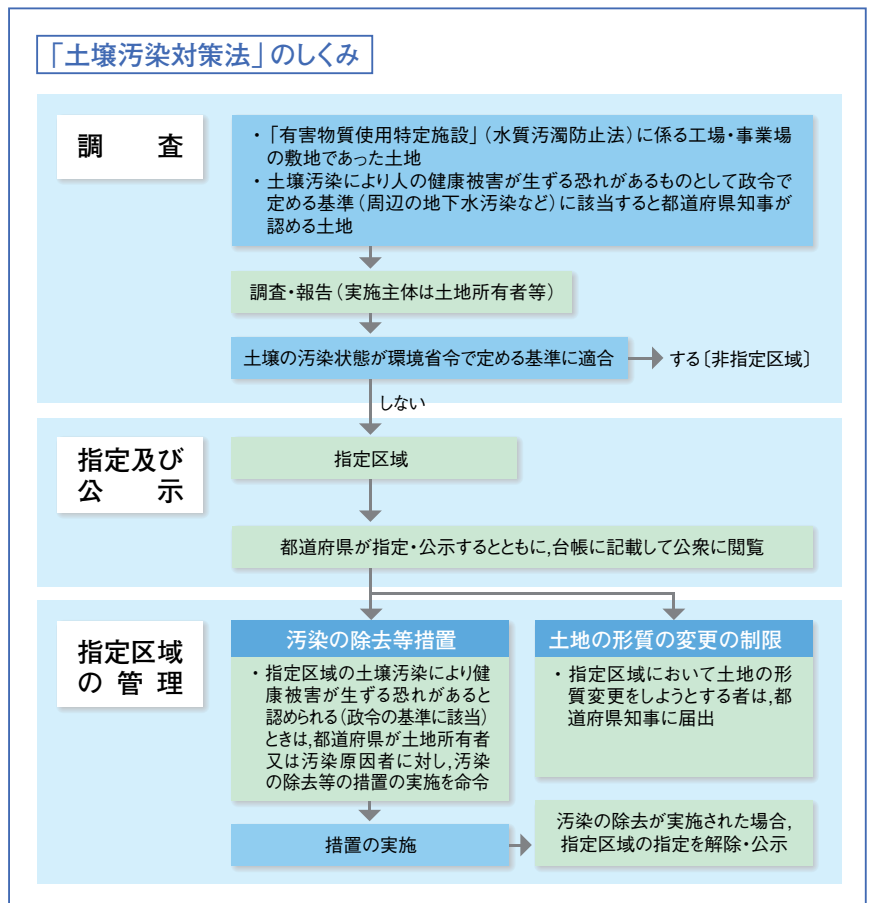 「土壌汚染対策法」のしくみ
調　査
・「有害物質使用特定施設」（水質汚濁防止法）に係る工場・事業場
の敷地であった土地
・土壌汚染により人の健康被害が生ずる恐れがあるものとして政令で
定める基準（周辺の地下水汚染など）に該当すると都道府県知事が
認める土地
調査・報告（実施主体は土地所有者等）
土壌の汚染状態が環境省令で定める基準に適合
する〔非指定区域〕
しない
指定及び
公　示
指定区域
都道府県が指定・公示するとともに,台帳に記載して公衆に閲覧
指定区域
の管理
汚染の除去等措置
・指定区域の土壌汚染により健
康被害が生ずる恐れがあると
認められる（政令の基準に該当）
ときは,都道府県が土地所有者
又は汚染原因者に対し,汚染
の除去等の措置の実施を命令
土地の形質の変更の制限
・指定区域において土地の形
質変更をしようとする者は,都
道府県知事に届出
措置の実施
汚染の除去が実施された場合,
指定区域の指定を解除・公示